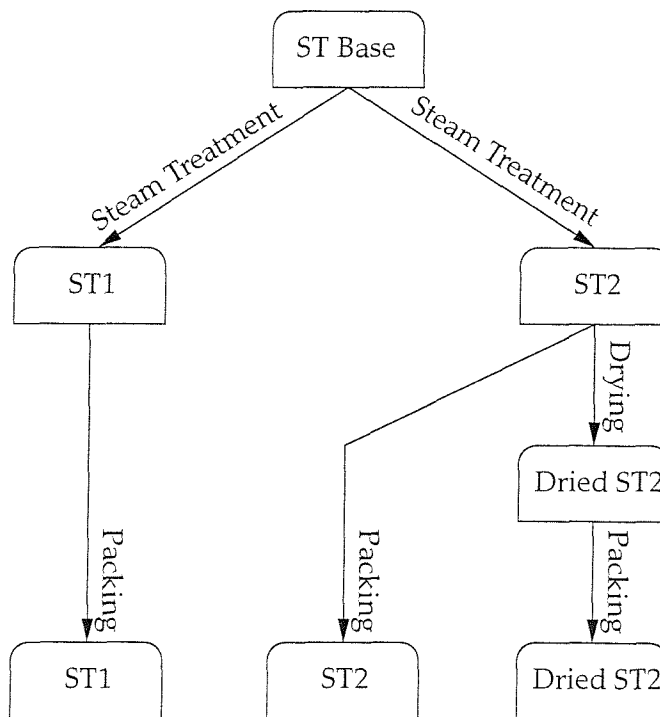 ST Base
Steam Treatment
Steam Treatment
ST1
ST2
Drying
Dried ST2
Packing
Packing
Packing
ST1
ST2
Dried ST2